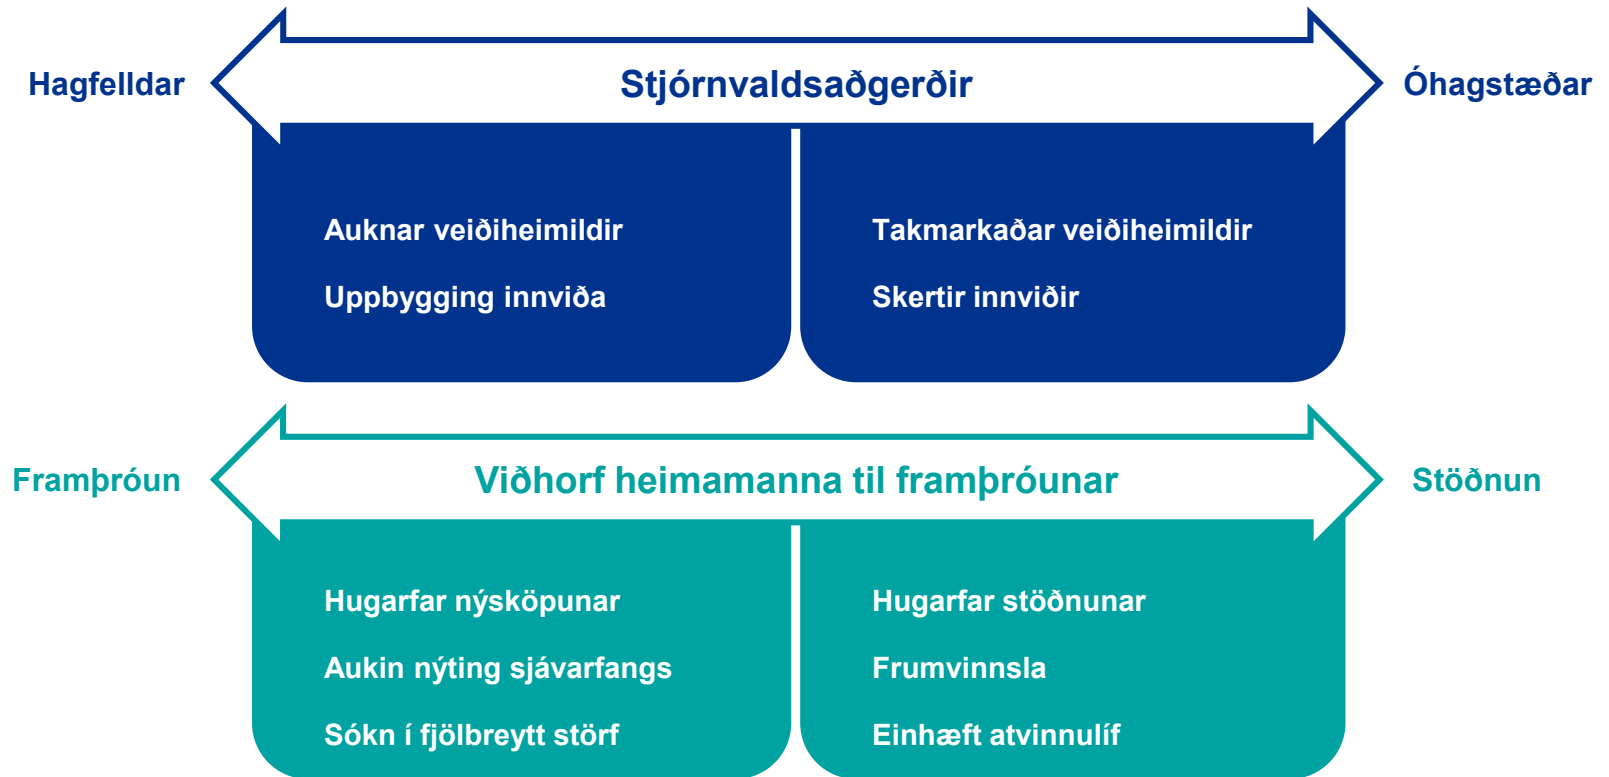 Hagfelldar
Stjórnvaldsaðgerðir
Óhagstæðar
Auknar veiðiheimildir
Takmarkaðar veiðiheimildir
Uppbygging innviða
Skertir innviðir
Framþróun
Viðhorf heimamanna til framþróunar
Stöðnun
Hugarfar nýsköpunar
Hugarfar stöðnunar
Aukin nýting sjávarfangs
Frumvinnsla
Sókn í fjölbreytt störf
Einhæft atvinnulíf